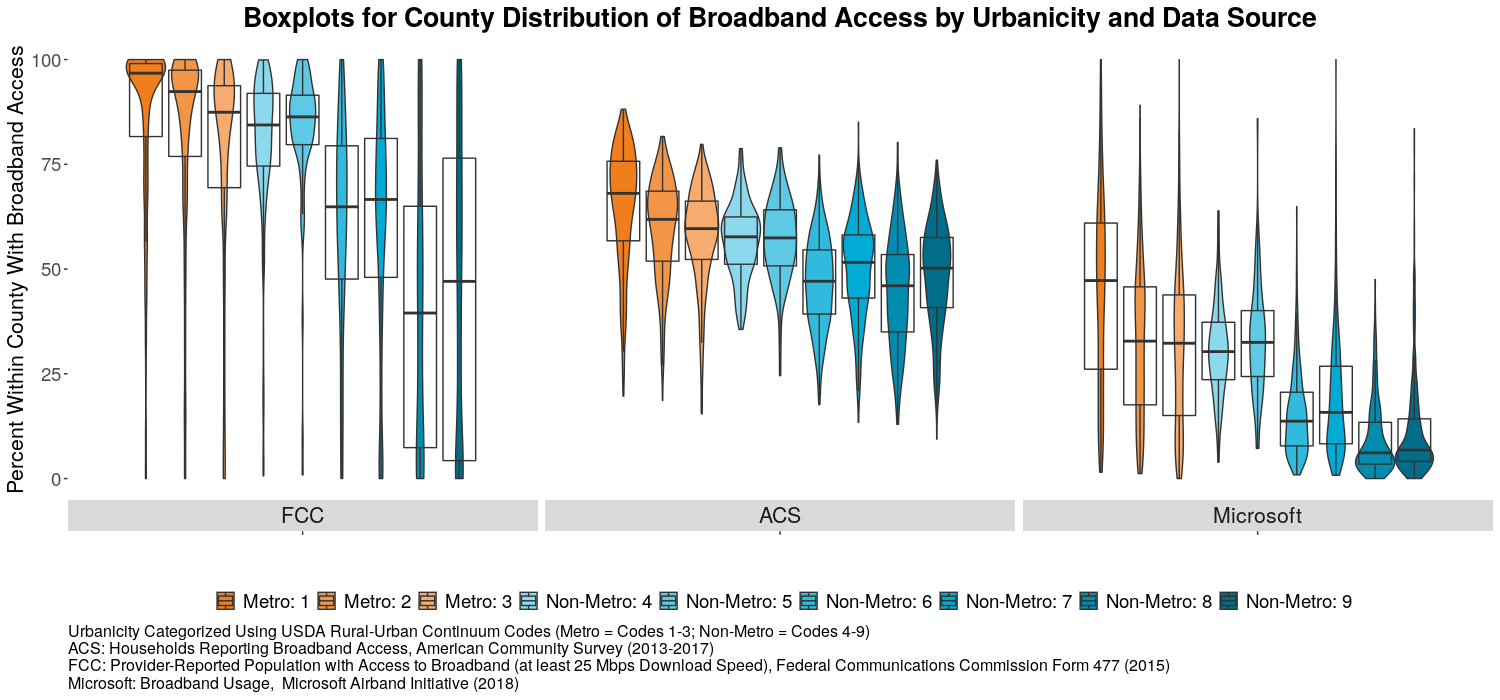 Boxplots for County Distribution of Broadband Access by Urbanicity and Data Source
Percent Within County With Broadband Access
100
75
50
25
0
FCC
ACS
Microsoft
Metro: 1 Metro: 2 Metro: 3 Non-Metro: 4 Non-Metro: 5 Non-Metro: 6 Non-Metro: 7 Non-Metro: 8 Non-Metro: 9
Urbanicity Categorized Using USDA Rural-Urban Continuum Codes (Metro = Codes 1-3; Non-Metro = Codes 4-9)
ACS: Households Reporting Broadband Access, American Community Survey (2013-2017)
FCC: Provider-Reported Population with Access to Broadband (at least 25 Mbps Download Speed), Federal Communications Commission Form 477 (2015)
Microsoft: Broadband Usage,  Microsoft Airband Initiative (2018)